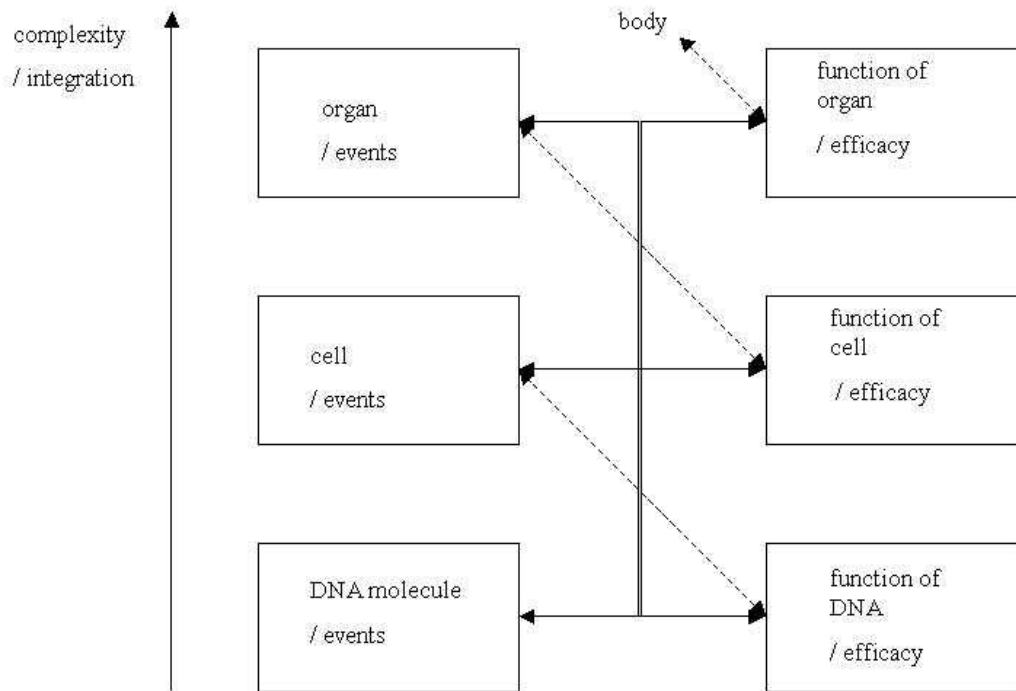 complexity
/ integration
body
organ
/ events
function of
organ
/ efficacy
cell
/ events
function of
cell
/ efficacy
DNA molecule
/ events
function of
DNA
/ efficacy